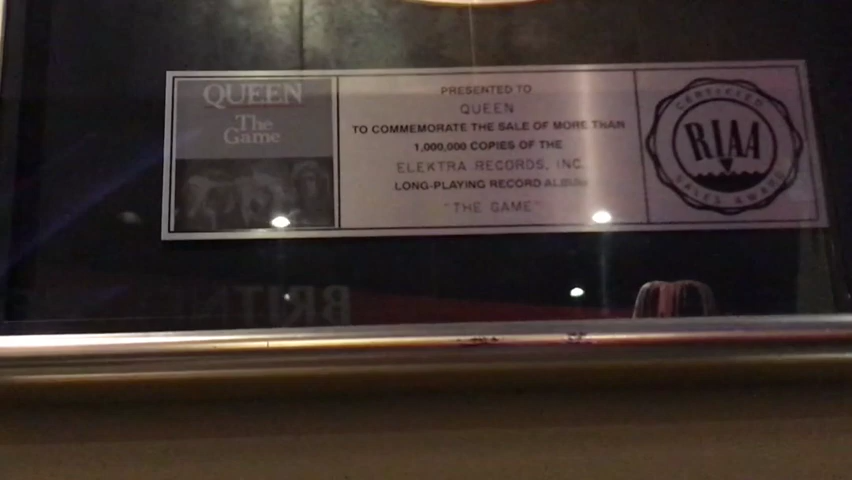 QUEEN
The
Game
PRESENTED TO
QUEEN
TO COMMEMORATE THE SALE OF MORE THAN
1,000,000 COPIES OF THE
ELEKTRA RECORDS, INC.
LONG-PLAYING RECORD ALBUM
"THE GAME"
CERTIFIED
RIAA
SALES AWARD